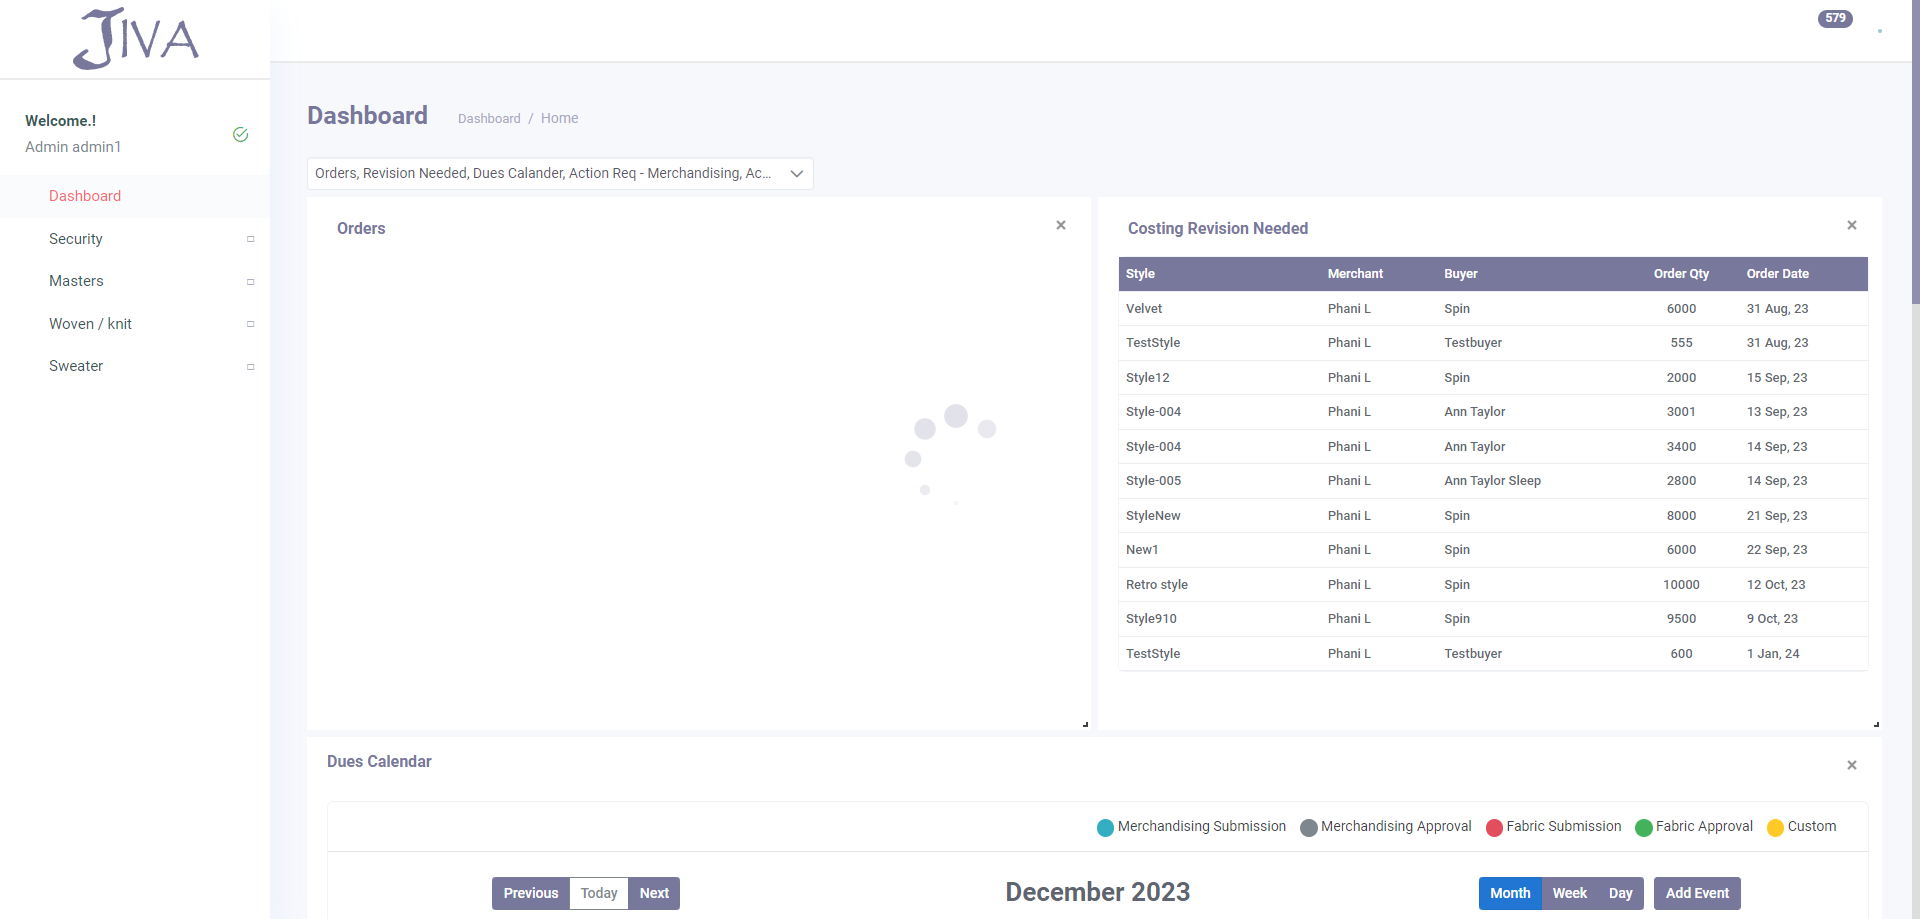 JIVA
579
Welcome.!
Admin admin1
Dashboard
Security
Masters
Woven / knit
Sweater
Dashboard
Dashboard / Home
Orders, Revision Needed, Dues Calander, Action Req - Merchandising, Ac...
Orders
Costing Revision Needed
Style Merchant Buyer Order Qty Order Date
Velvet Phani L Spin 6000 31 Aug, 23
TestStyle Phani L Testbuyer 555 31 Aug, 23
Style12 Phani L Spin 2000 15 Sep, 23
Style-004 Phani L Ann Taylor 3001 13 Sep, 23
Style-004 Phani L Ann Taylor 3400 14 Sep, 23
Style-005 Phani L Ann Taylor Sleep 2800 14 Sep, 23
StyleNew Phani L Spin 8000 21 Sep, 23
New1 Phani L Spin 6000 22 Sep, 23
Retro style Phani L Spin 10000 12 Oct, 23
Style910 Phani L Spin 9500 9 Oct, 23
TestStyle Phani L Testbuyer 600 1 Jan, 24
Dues Calendar
Merchandising Submission Merchandising Approval Fabric Submission Fabric Approval Custom
Previous Today Next December 2023 Month Week Day Add Event